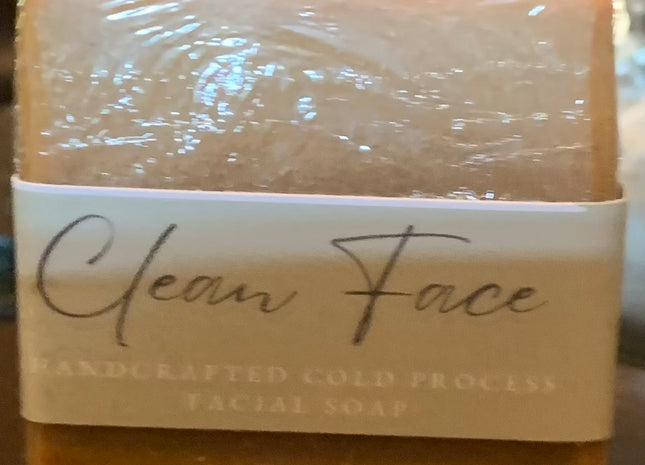 Clean Face
HANDCRAFTED COLD PROCESS
FACIAL SOAP